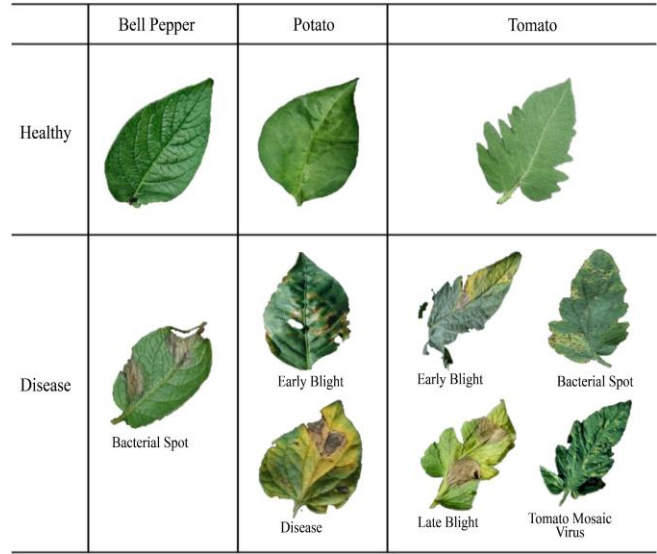 Bell Pepper
Potato
Tomato
Healthy
Disease
Bacterial Spot
Early Blight
Disease
Early Blight
Bacterial Spot
Late Blight
Tomato Mosaic
Virus